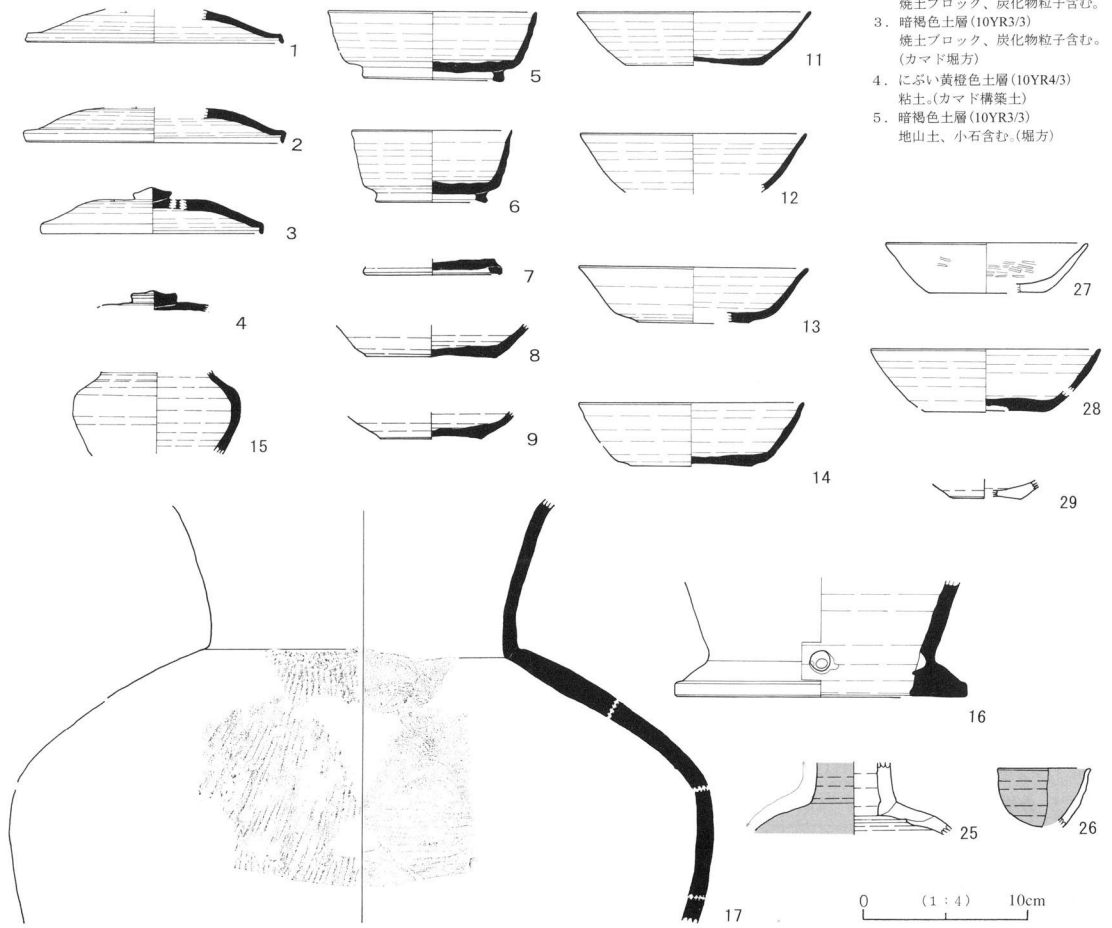 焼土ブロック、炭化物粒子含む。
3．暗褐色土層(10YR3/3)
焼土ブロック、炭化物粒子含む。
(カマド堀方)
4．にぶい黄橙色土層(10YR4/3)
粘土。(カマド構築土)
5．暗褐色土層(10YR3/3)
地山土、小石含む。(堀方)
1
2
3
4
15
5
6
7
8
9
11
12
13
14
27
28
29
17
16
25
26
0 (1：4) 10cm